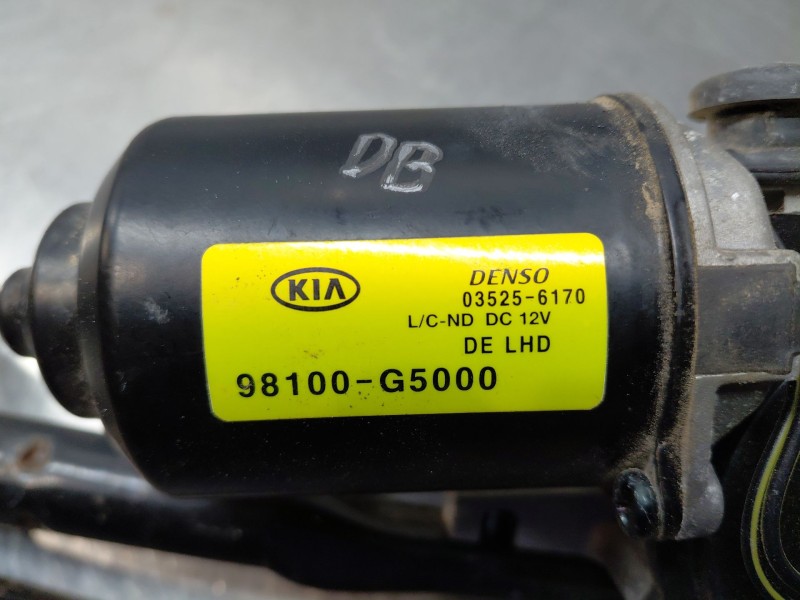 DB
KIA
DENSO
03525-6170
L/C-ND DC 12V
DE LHD
98100-G5000